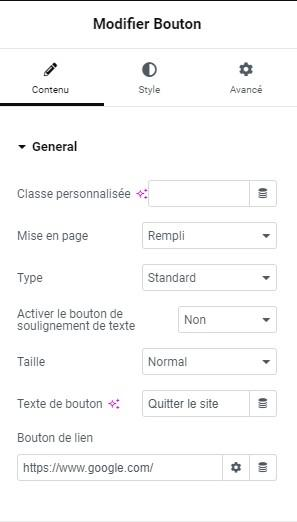 Modifier Bouton
Contenu
Style
Avancé
General
Classe personnalisée
Mise en page
Rempli
Type
Standard
Activer le bouton de
soulignement de texte
Non
Taille
Normal
Texte de bouton
Quitter le site
Bouton de lien
https://www.google.com/